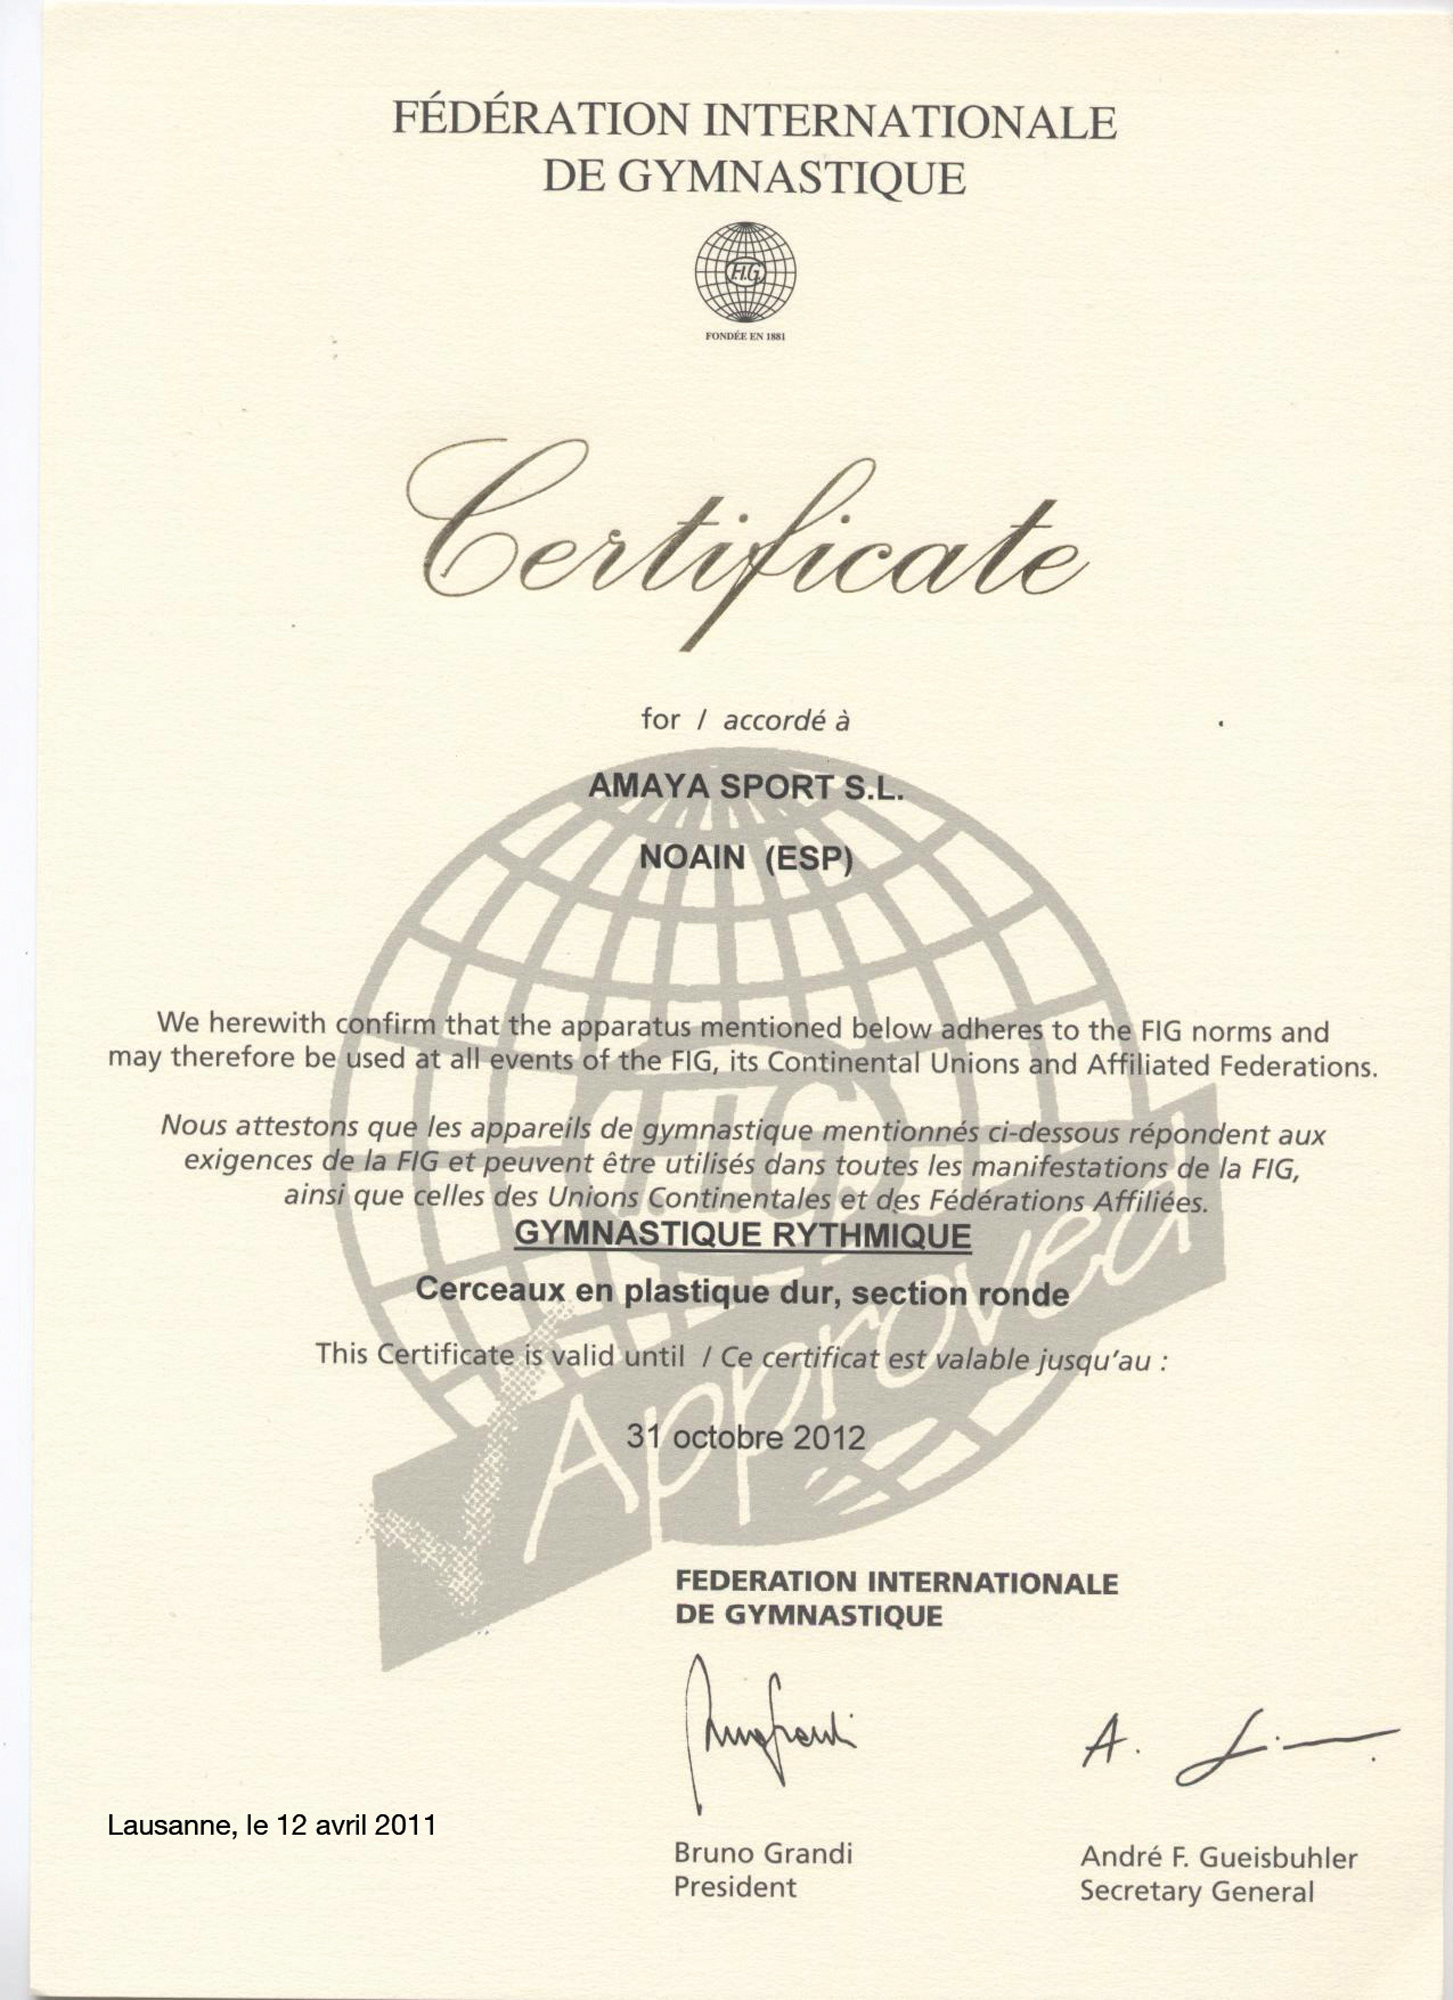 FÉDÉRATION INTERNATIONALE
DE GYMNASTIQUE
F.I.G.
FONDÉE EN 1881
Certificate
for / accordé à
AMAYA SPORT S.L.
NOAIN (ESP)
We herewith confirm that the apparatus mentioned below adheres to the FIG norms and
may therefore be used at all events of the FIG, its Continental Unions and Affiliated Federations.
Nous attestons que les appareils de gymnastique mentionnés ci-dessous répondent aux
exigences de la FIG et peuvent être utilisés dans toutes les manifestations de la FIG,
ainsi que celles des Unions Continentales et des Fédérations Affiliées.
GYMNASTIQUE RYTHMIQUE
Cerceaux en plastique dur, section ronde
This Certificate is valid until / Ce certificat est valable jusqu'au :
31 octobre 2012
F.I.G.
Approved
FEDERATION INTERNATIONALE
DE GYMNASTIQUE
Lausanne, le 12 avril 2011
Bruno Grandi
President
André F. Gueisbuhler
Secretary General